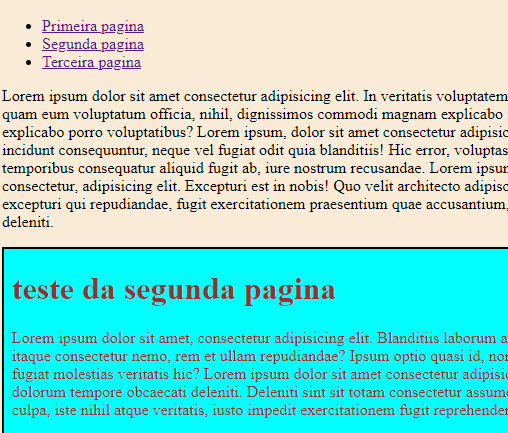 Primeira pagina
Segunda pagina
Terceira pagina
Lorem ipsum dolor sit amet consectetur adipisicing elit. In veritatis voluptatem
quam eum voluptatum officia, nihil, dignissimos commodi magnam explicabo
explicabo porro voluptatibus? Lorem ipsum, dolor sit amet consectetur adipisic
incidunt consequuntur, neque vel fugiat odit quia blanditiis! Hic error, voluptas
temporibus consequatur aliquid fugit ab, iure nostrum recusandae. Lorem ipsum
consectetur, adipisicing elit. Excepturi est in nobis! Quo velit architecto adipisc
excepturi qui repudiandae, fugit exercitationem praesentium quae accusantium,
deleniti.
teste da segunda pagina
Lorem ipsum dolor sit amet, consectetur adipisicing elit. Blanditiis laborum a
itaque consectetur nemo, rem et ullam repudiandae? Ipsum optio quasi id, non
fugiat molestias veritatis hic? Lorem ipsum dolor sit amet consectetur adipisic
dolorum tempore obcaecati deleniti. Deleniti sint sit totam consectetur assume
culpa, iste nihil atque veritatis, iusto impedit exercitationem fugit reprehender